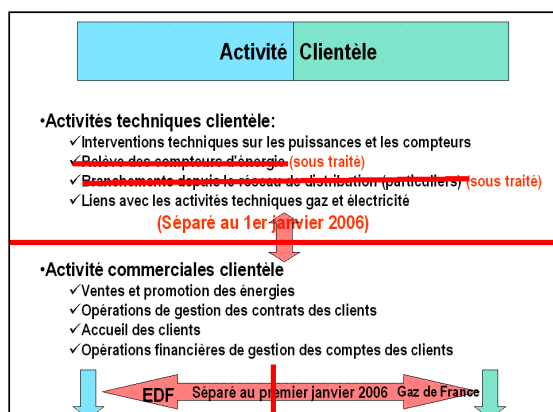 Activité Clientèle
•Activités techniques clientèle:
✓Interventions techniques sur les puissances et les compteurs
✓Relève des compteurs d'énergie (sous traité)
✓Branchements depuis le réseau de distribution (particuliers) (sous traité)
✓Liens avec les activités techniques gaz et électricité
(Séparé au 1er janvier 2006)
•Activité commerciales clientèle
✓Ventes et promotion des énergies
✓Opérations de gestion des contrats des clients
✓Accueil des clients
✓Opérations financières de gestion des comptes des clients
EDF Séparé au premier janvier 2006 Gaz de France